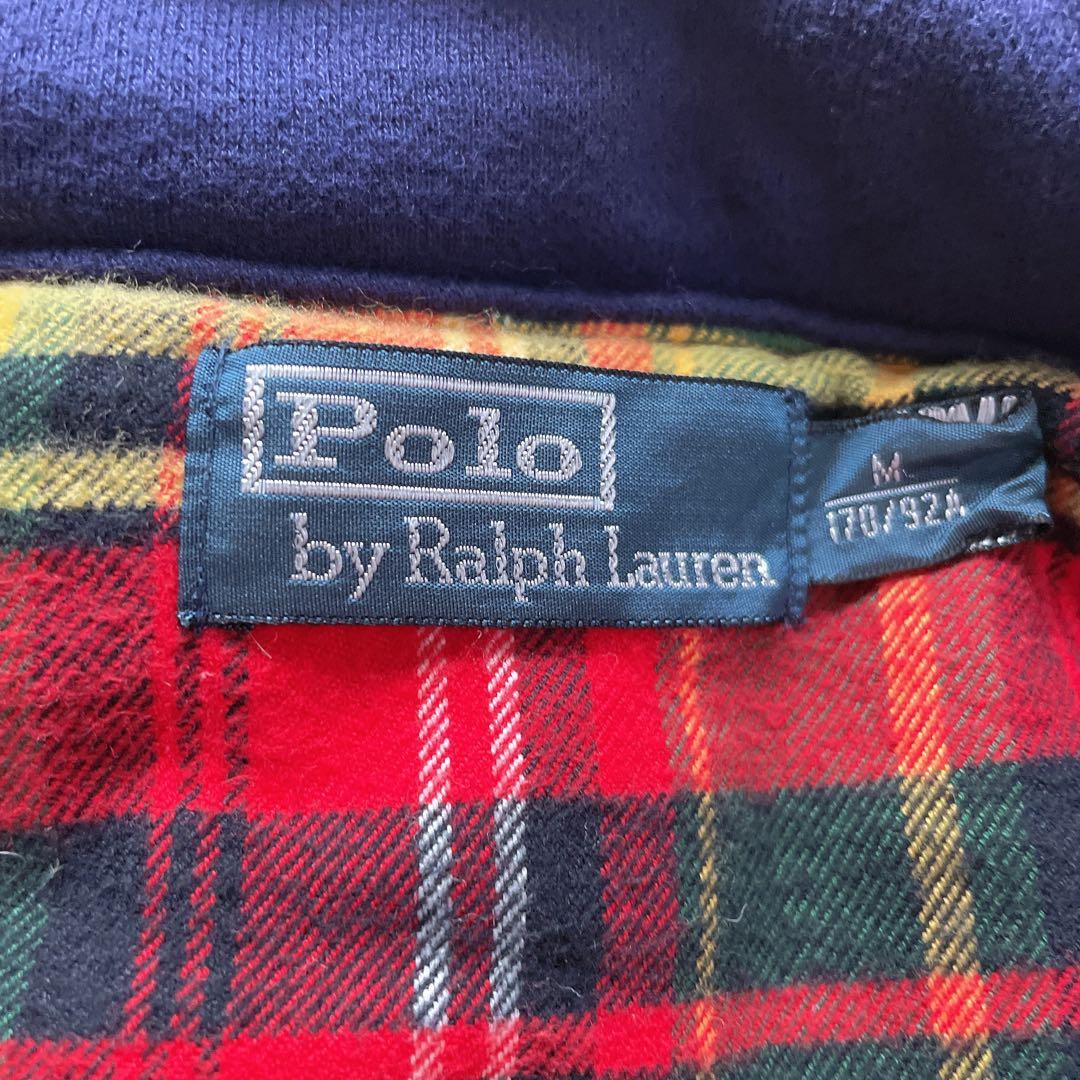 Polo
by Ralph Lauren
M
170/92A